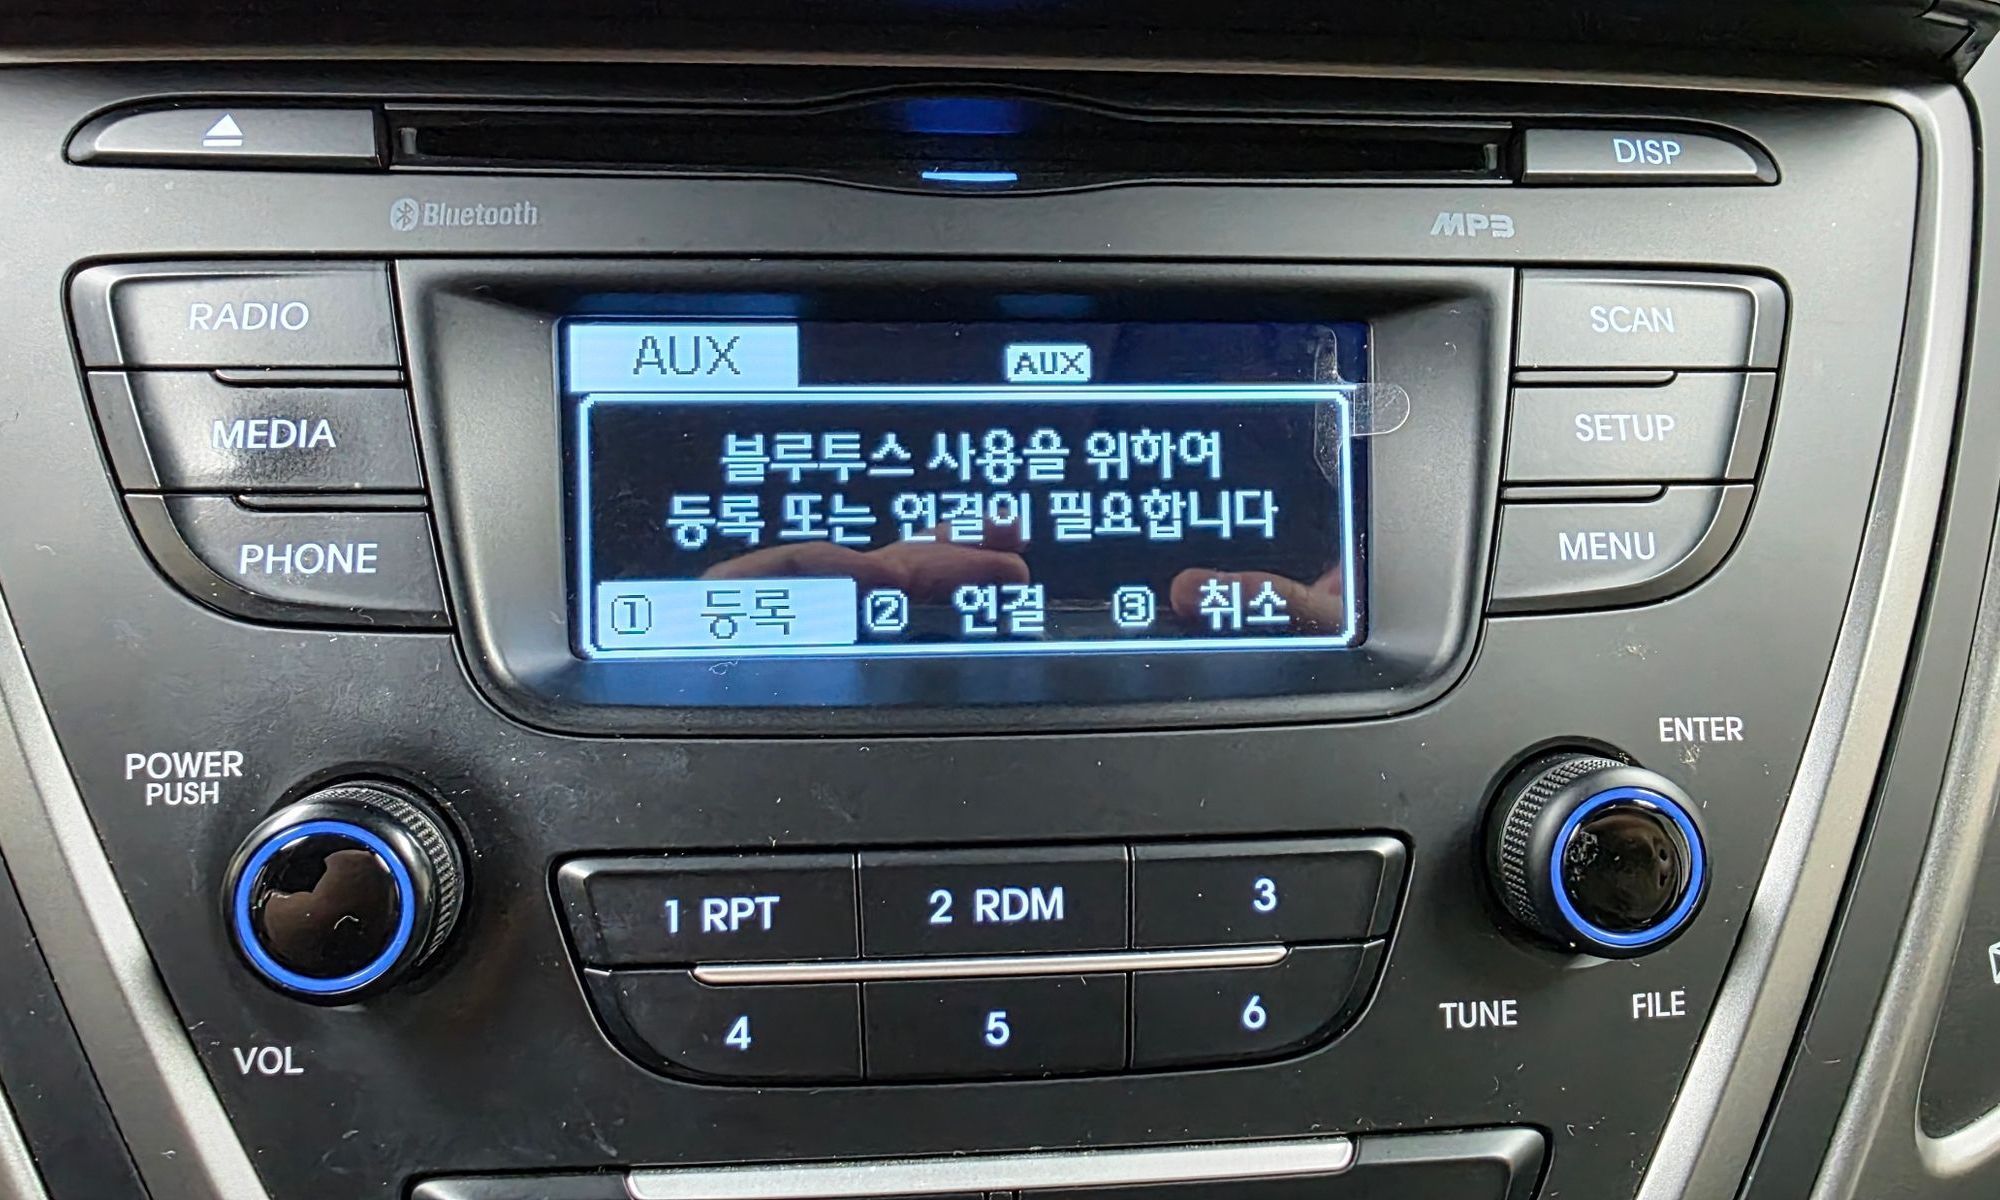 DISP
Bluetooth
MP3
RADIO
MEDIA
PHONE
AUX AUX
블루투스 사용을 위하여
등록 또는 연결이 필요합니다
① 등록 ② 연결 ③ 취소
SCAN
SETUP
MENU
POWER
PUSH
VOL
1 RPT
2 RDM
3
4
5
6
ENTER
TUNE
FILE